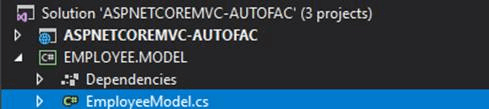 Solution 'ASPNETCOREMVC-AUTOFAC' (3 projects)
ASPNETCOREMVC-AUTOFAC
C# EMPLOYEE.MODEL
Dependencies
C# EmployeeModel.cs